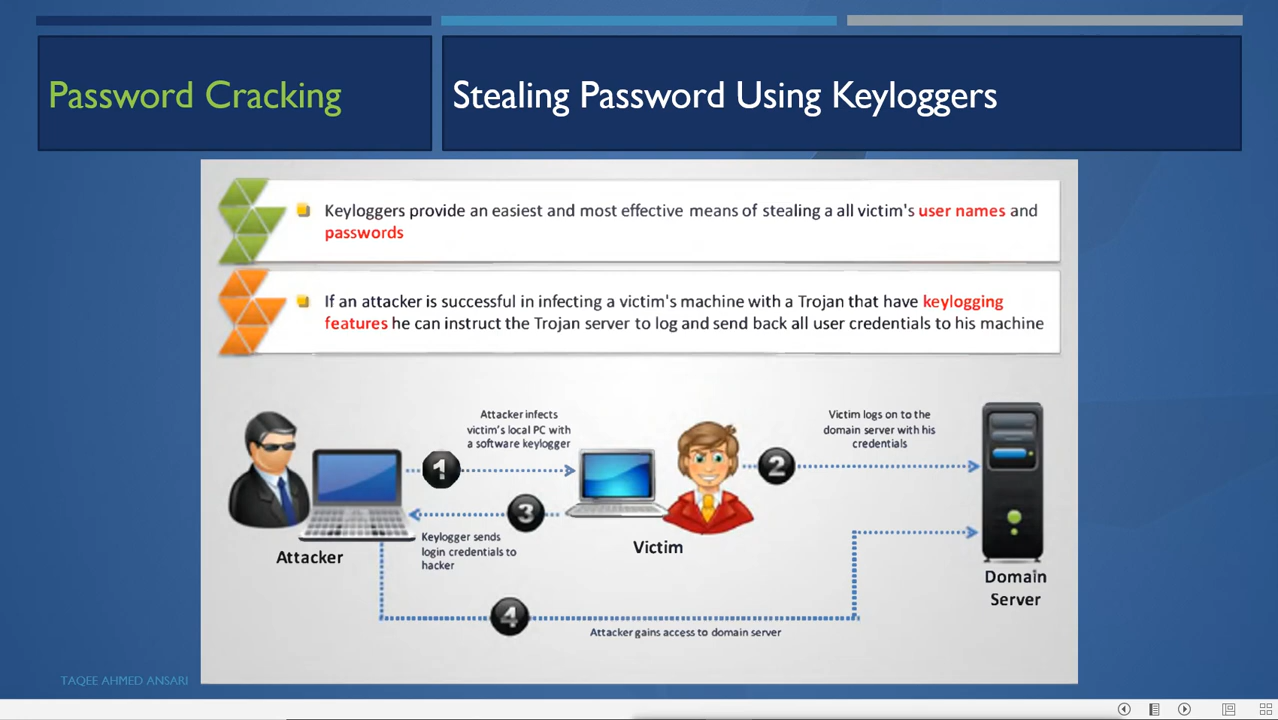 Password Cracking
Stealing Password Using Keyloggers
Keyloggers provide an easiest and most effective means of stealing a all victim's user names and
passwords
If an attacker is successful in infecting a victim's machine with a Trojan that have keylogging
features he can instruct the Trojan server to log and send back all user credentials to his machine
Attacker infects
victim's local PC with
a software keylogger
Victim logs on to the
domain server with his
credentials
1
2
3
Keylogger sends
login credentials to
hacker
Attacker
Victim
Domain
Server
4
Attacker gains access to domain server
TAQEE AHMED ANSARI